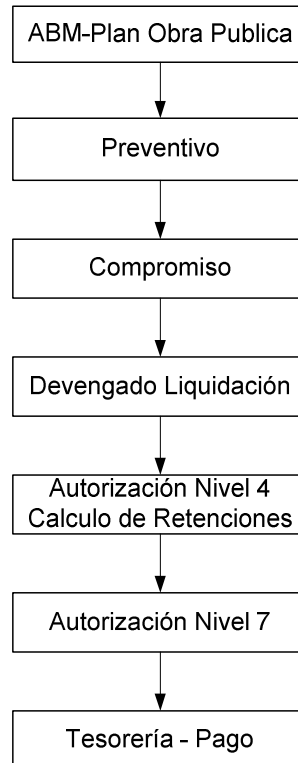 ABM-Plan Obra Publica
Preventivo
Compromiso
Devengado Liquidación
Autorización Nivel 4
Calculo de Retenciones
Autorización Nivel 7
Tesorería - Pago